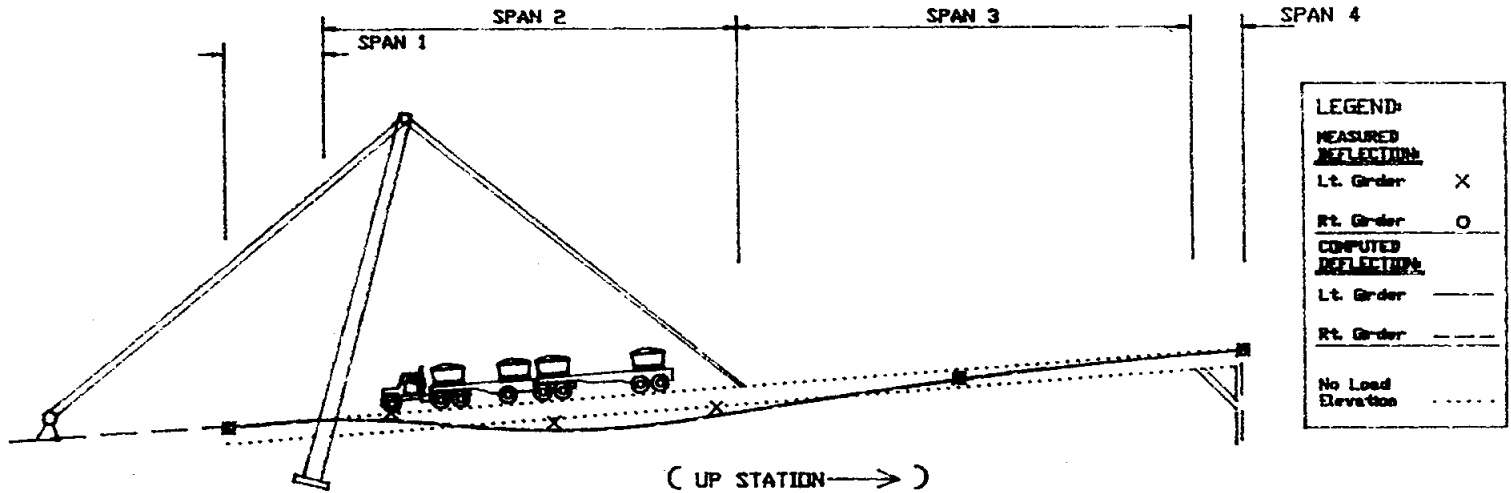 SPAN 2
SPAN 3
SPAN 4
SPAN 1
LEGEND:
MEASURED
DEFLECTION:
Lt. Girder X
Rt. Girder O
COMPUTED
DEFLECTION:
Lt. Girder
Rt. Girder
No Load
Elevation
( UP STATION )